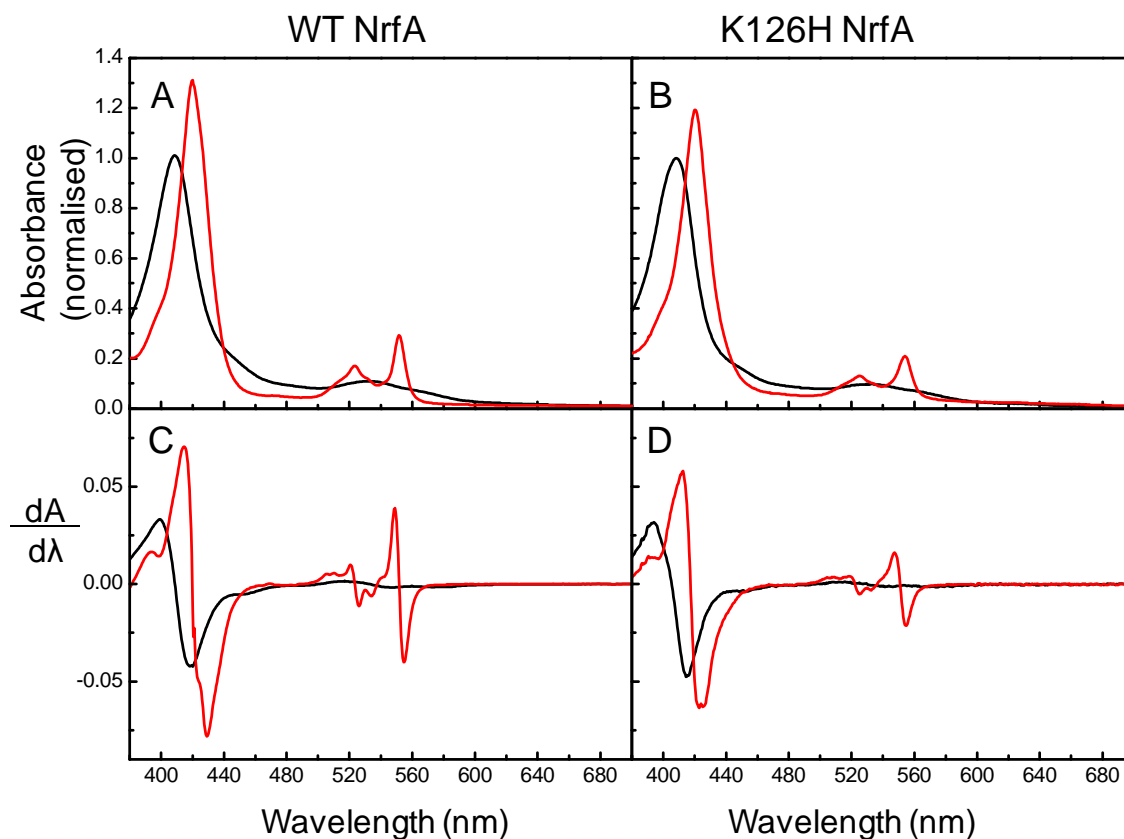 WT NrfA
K126H NrfA
A
B
Absorbance
(normalised)
1.4
1.2
1.0
0.8
0.6
0.4
0.2
0.0
C
D
dA
dλ
0.05
0.00
-0.05
400 440 480 520 560 600 640 680
400 440 480 520 560 600 640 680
Wavelength (nm)
Wavelength (nm)